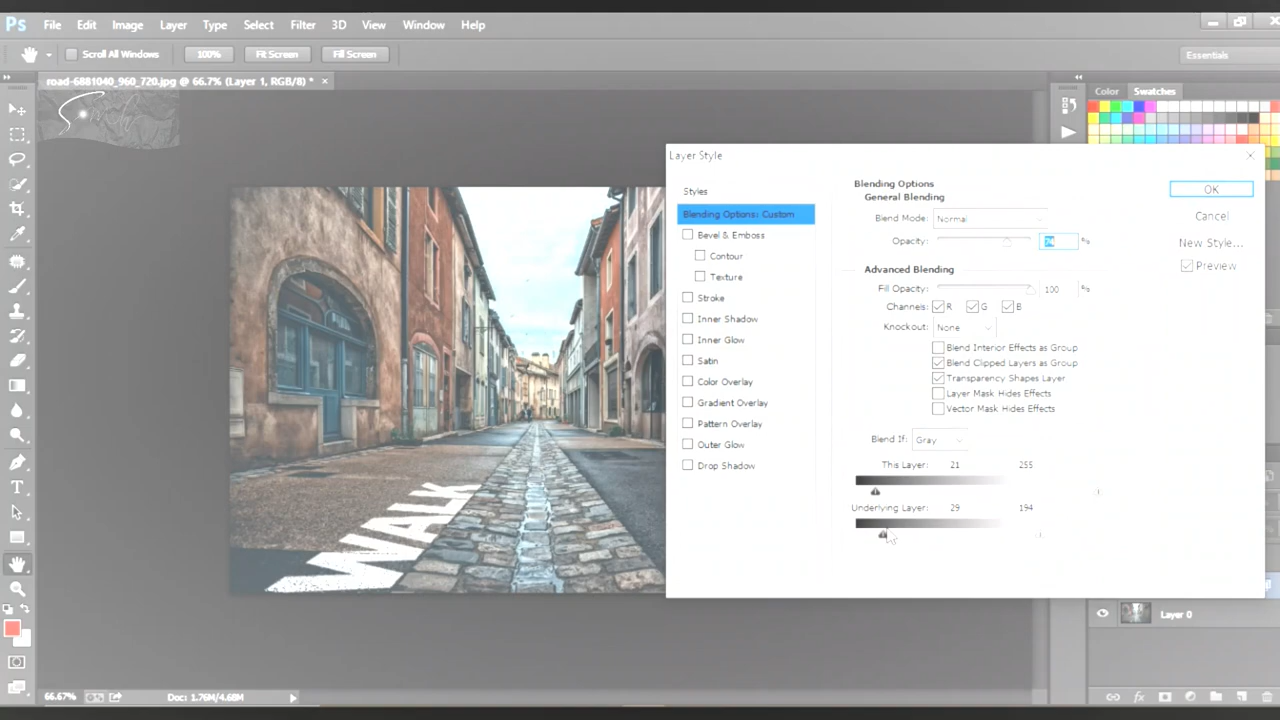 Ps File Edit Image Layer Type Select Filter 3D View Window Help
Scroll All Windows 100% Fit Screen Fill Screen Essentials
road-6881040_960_720.jpg @ 66.7% (Layer 1, RGB/8) * ×
Color Swatches
Layer Style
Styles
Blending Options: Custom
Bevel & Emboss
Contour
Texture
Stroke
Inner Shadow
Inner Glow
Satin
Color Overlay
Gradient Overlay
Pattern Overlay
Outer Glow
Drop Shadow
Blending Options
General Blending
Blend Mode: Normal
Opacity: %
Advanced Blending
Fill Opacity: 100 %
Channels: R G B
Knockout: None
Blend Interior Effects as Group
Blend Clipped Layers as Group
Transparency Shapes Layer
Layer Mask Hides Effects
Vector Mask Hides Effects
Blend If: Gray
This Layer: 21 255
Underlying Layer: 29 194
OK
Cancel
New Style...
Preview
WALK
Layer 0
fx
66.67% Doc: 1.76M/4.68M